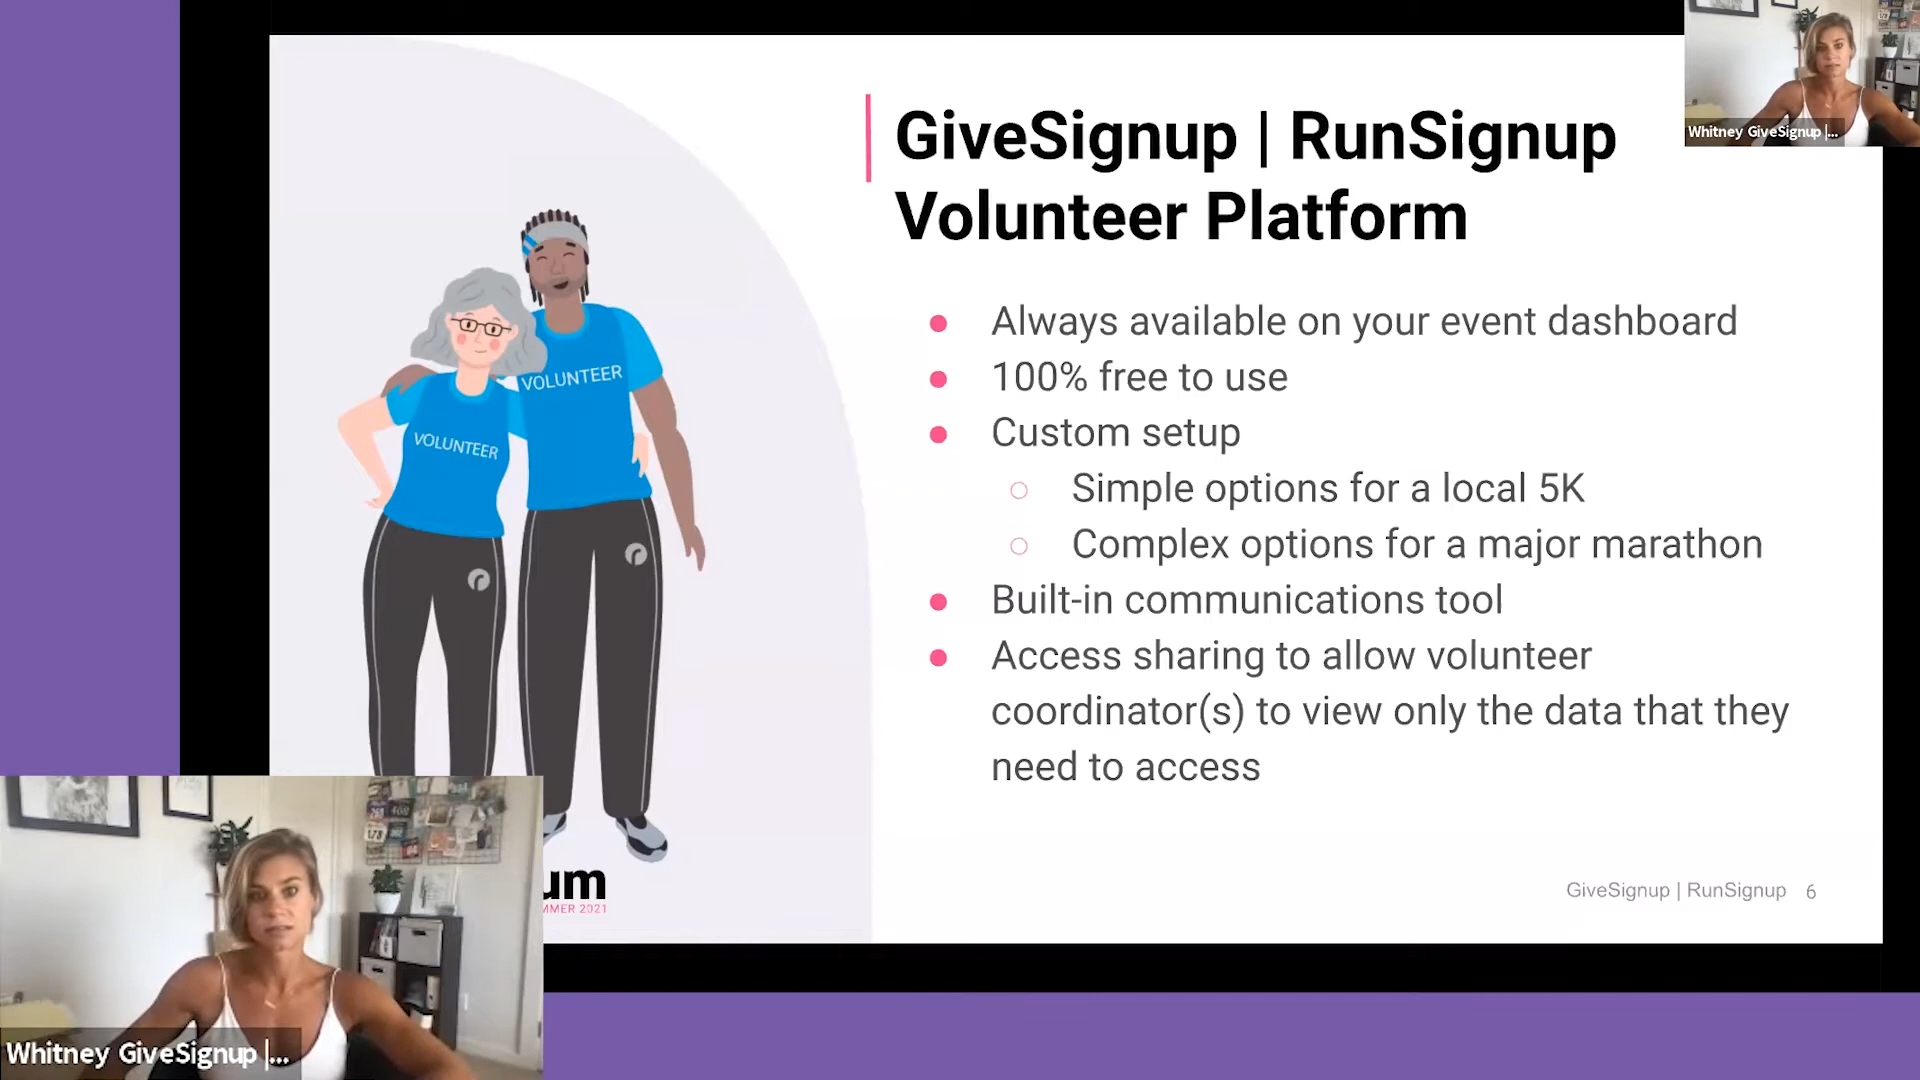 Whitney GiveSignup |...
GiveSignup | RunSignup
Volunteer Platform
Always available on your event dashboard
100% free to use
Custom setup
Simple options for a local 5K
Complex options for a major marathon
Built-in communications tool
Access sharing to allow volunteer
coordinator(s) to view only the data that they
need to access
VOLUNTEER
VOLUNTEER
um
MMER 2021
GiveSignup | RunSignup 6
Whitney GiveSignup |...